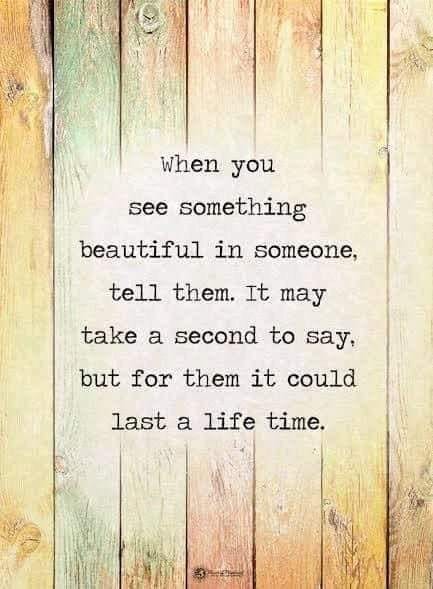 When you
see something
beautiful in someone,
tell them. It may
take a second to say,
but for them it could
last a life time.